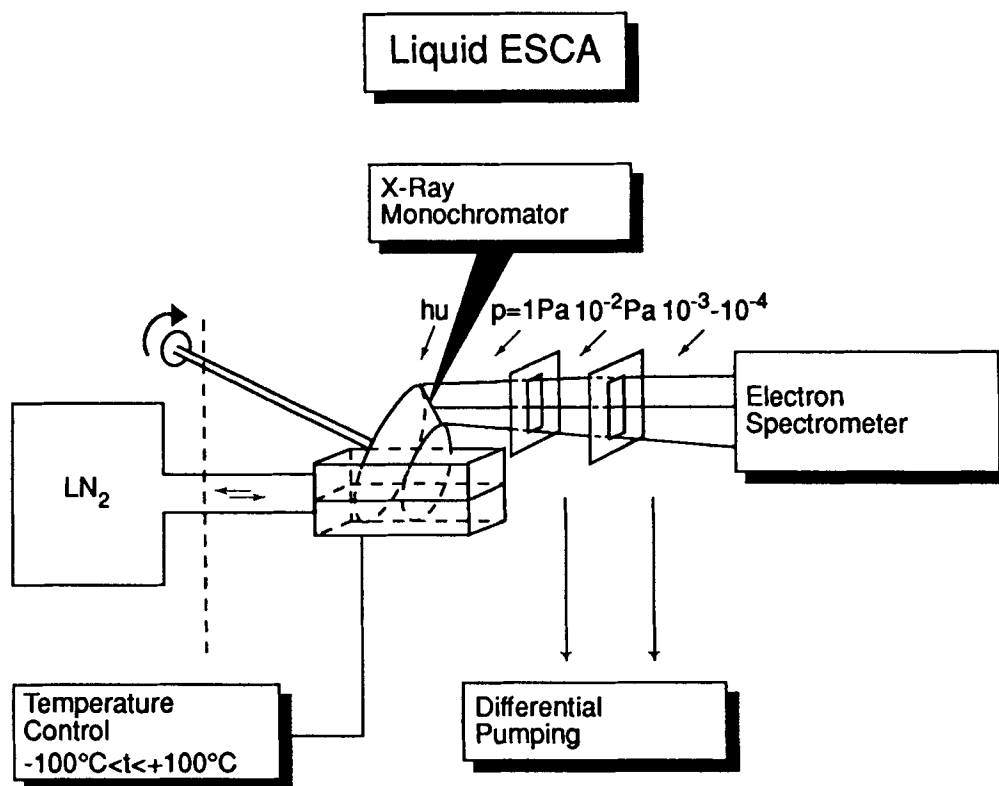 Liquid ESCA
X-Ray
Monochromator
hu
p=1Pa 10⁻²Pa 10⁻³-10⁻⁴
Electron
Spectrometer
LN₂
Temperature
Control
-100°C<t<+100°C
Differential
Pumping